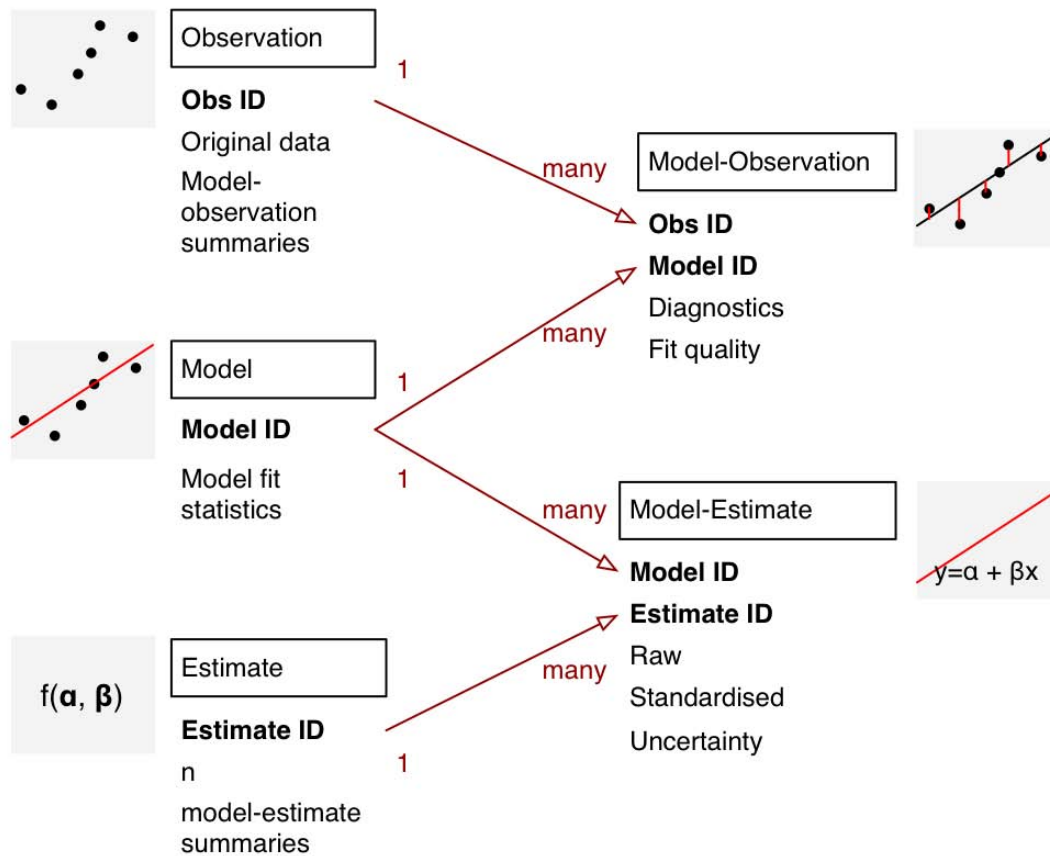 Observation
1
Obs ID
Original data
Model-
observation
summaries
many
Model-Observation
Obs ID
Model ID
Diagnostics
Fit quality
many
Model
1
Model ID
Model fit
statistics
1
many
Model-Estimate
y=α + βx
Model ID
Estimate ID
Raw
Standardised
Uncertainty
many
f(α, β)
Estimate
Estimate ID
1
n
model-estimate
summaries